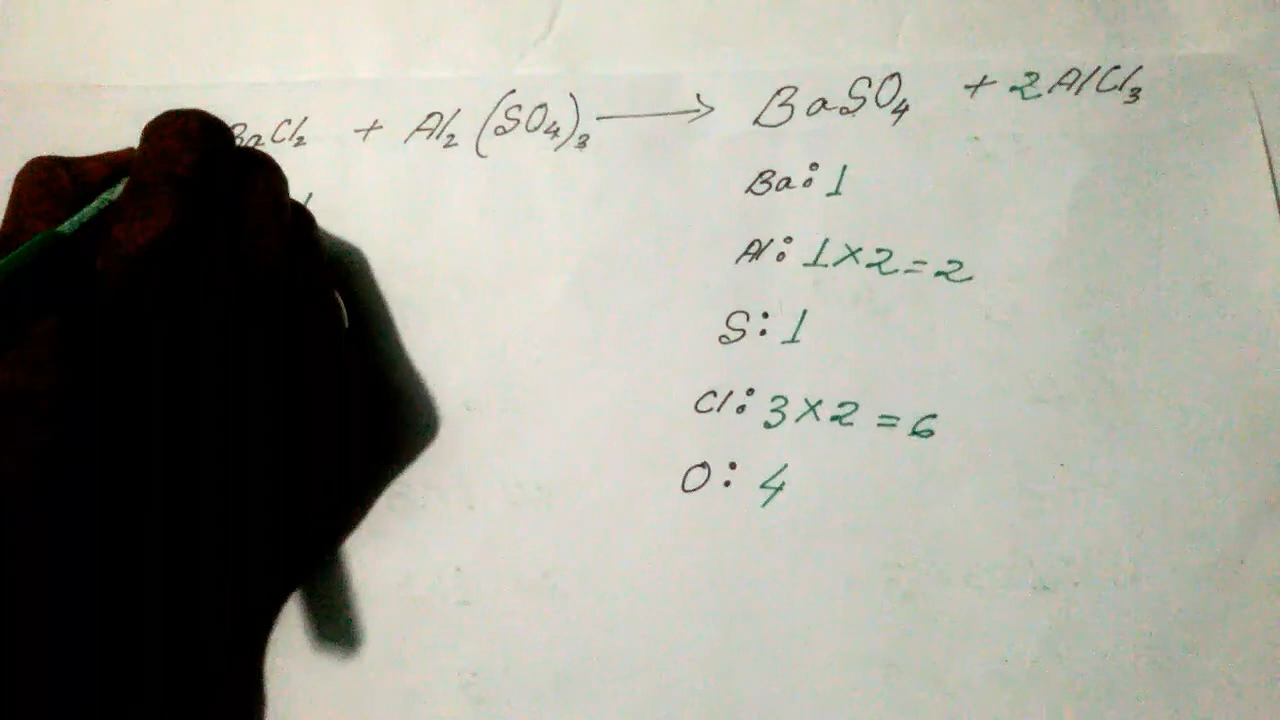 BaCl₂ + Al₂(SO₄)₃ ⟶ BaSO₄ + 2AlCl₃
Ba: 1
Al: 1×2=2
S: 1
Cl: 3×2=6
O: 4